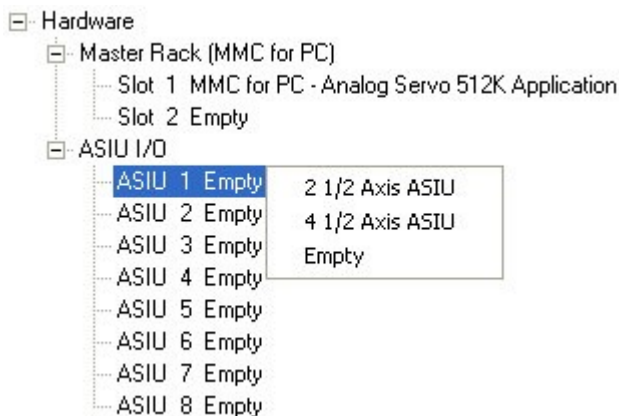 Hardware
Master Rack (MMC for PC)
Slot 1 MMC for PC - Analog Servo 512K Application
Slot 2 Empty
ASIU I/O
ASIU 1 Empty
2 1/2 Axis ASIU
4 1/2 Axis ASIU
Empty
ASIU 2 Empty
ASIU 3 Empty
ASIU 4 Empty
ASIU 5 Empty
ASIU 6 Empty
ASIU 7 Empty
ASIU 8 Empty